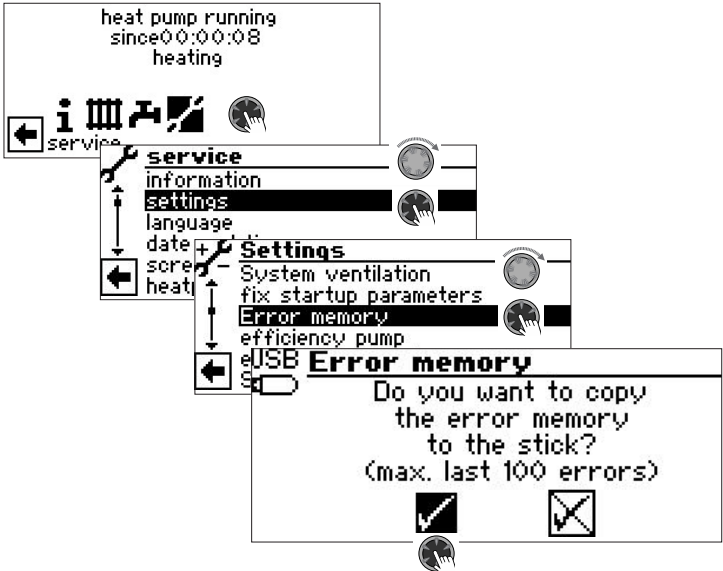 heat pump running
since00:00:08
heating
service
service
information
settings
language
date
Settings
System ventilation
fix startup parameters
Error memory
efficiency pump
USB Error memory
Do you want to copy
the error memory
to the stick?
(max. last 100 errors)